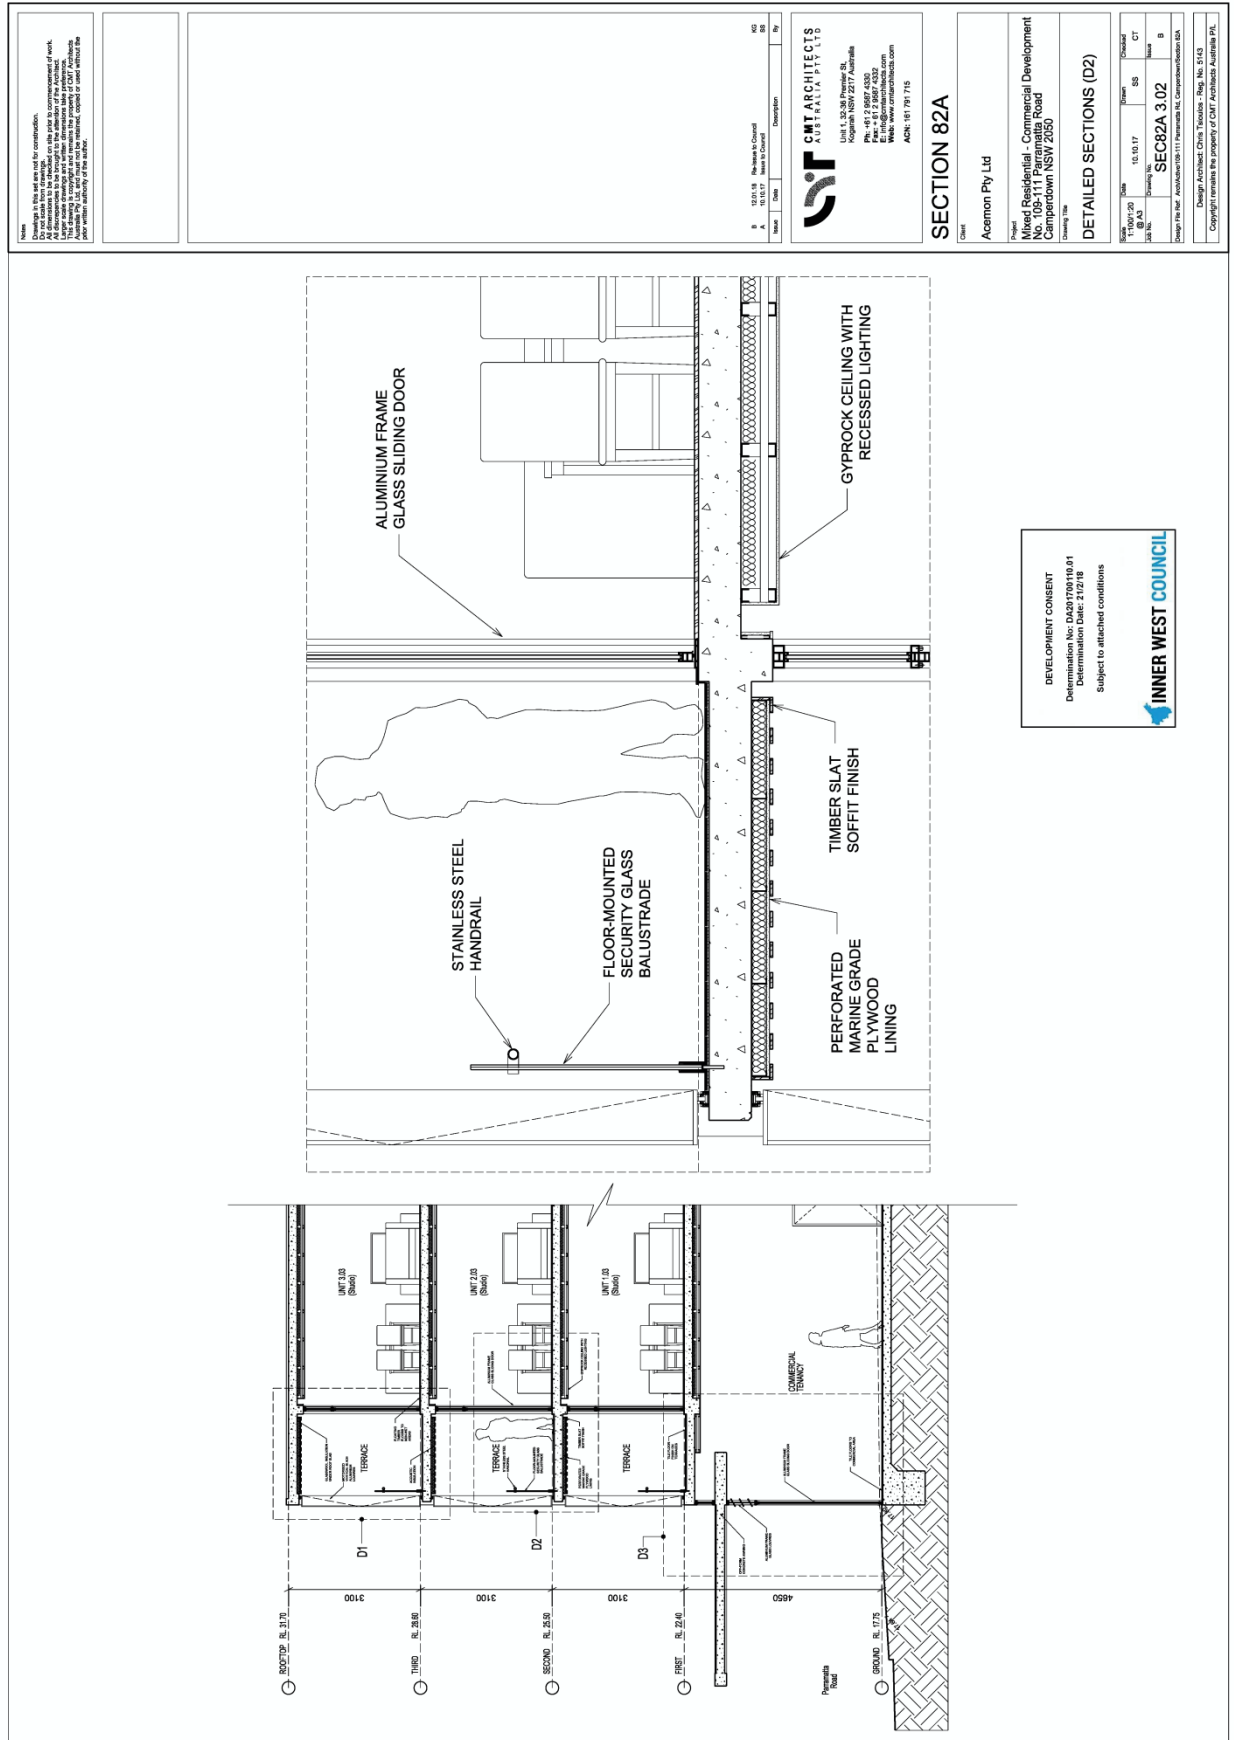 Notes
Drawings in this set are not for construction.
Do not scale from drawings.
All dimensions to be checked on site prior to commencement of work.
All discrepancies to be brought to the attention of the Architect.
Larger scale drawings and written dimensions take preference.
This drawing is copyright and remains the property of CMT Architects
Australia Pty Ltd, and must not be retained, copied or used without the
prior written authority of the author.
B 12.01.18 Re-issue to Council KG
A 10.10.17 Issue to Council SS
Issue Date Description By
CMT ARCHITECTS
AUSTRALIA PTY LTD
Unit 1, 32-36 Premier St,
Kogarah NSW 2217 Australia
Ph: +61 2 9587 4330
Fax: + 61 2 9587 4332
E: info@cmtarchitects.com
Web: www.cmtarchitects.com
ACN: 161 791 715
SECTION 82A
Client
Acemon Pty Ltd
Project
Mixed Residential - Commercial Development
No. 109-111 Parramatta Road
Camperdown NSW 2050
Drawing Title
DETAILED SECTIONS (D2)
Scale Date Drawn Checked
1:100/1:20
@ A3
10.10.17 SS CT
Job No. Drawing No. Issue
SEC82A 3.02 B
Design Architect: Chris Tsioulos - Reg. No. 5143
Copyright remains the property of CMT Architects Australia P/L
ALUMINIUM FRAME
GLASS SLIDING DOOR
STAINLESS STEEL
HANDRAIL
FLOOR-MOUNTED
SECURITY GLASS
BALUSTRADE
GYPROCK CEILING WITH
RECESSED LIGHTING
TIMBER SLAT
SOFFIT FINISH
PERFORATED
MARINE GRADE
PLYWOOD
LINING
DEVELOPMENT CONSENT
Determination No: DA201700110.01
Determination Date: 21/2/18
Subject to attached conditions
INNER WEST COUNCIL
ROOFTOP RL. 31.70
THIRD RL. 28.60
SECOND RL. 25.50
FIRST RL. 22.40
GROUND RL. 17.75
3100
3100
3100
4650
D1
D2
D3
TERRACE
TERRACE
TERRACE
UNIT 3.03
(Studio)
UNIT 2.03
(Studio)
UNIT 1.03
(Studio)
COMMERCIAL
TENANCY
Parramatta
Road